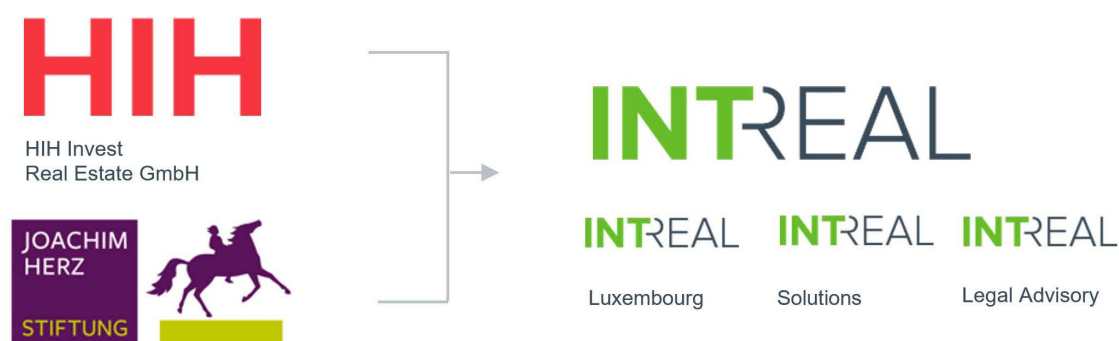 HIH
HIH Invest
Real Estate GmbH
JOACHIM
HERZ
STIFTUNG
INTREAL
INTREAL
Luxembourg
INTREAL
Solutions
INTREAL
Legal Advisory